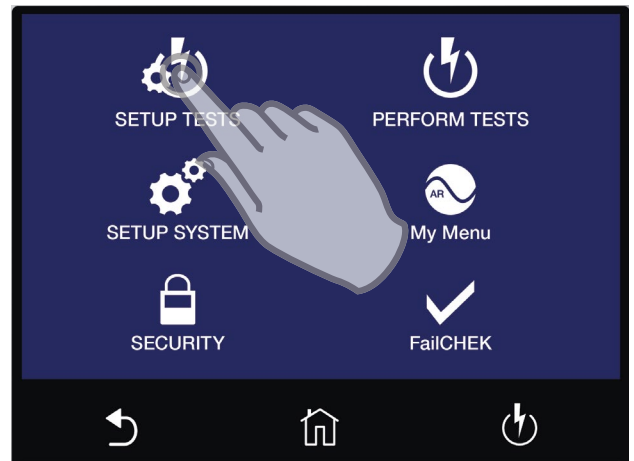 SETUP TESTS
PERFORM TESTS
SETUP SYSTEM
AR
My Menu
SECURITY
FailCHEK